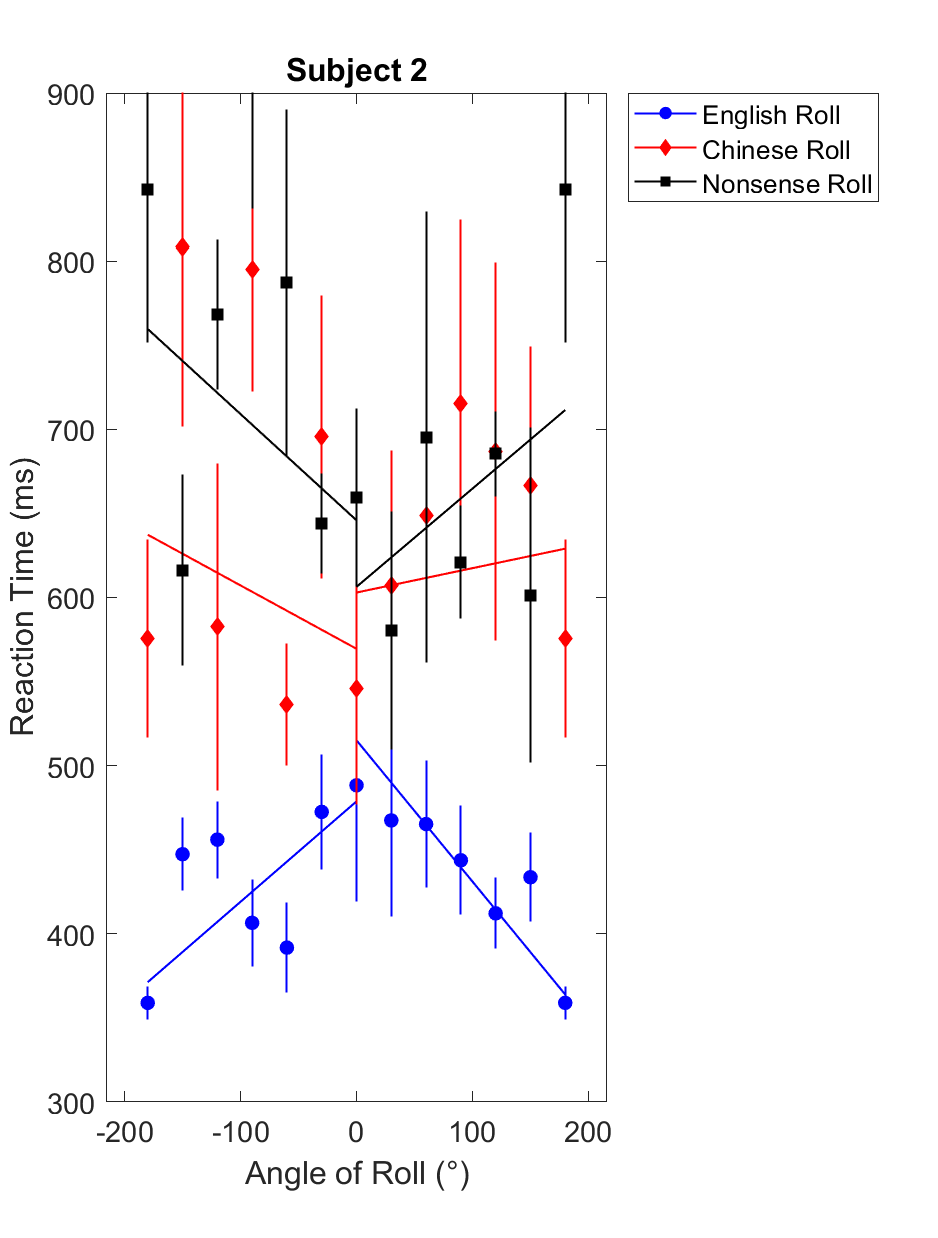 Subject 2
English Roll
Chinese Roll
Nonsense Roll
900
800
700
600
500
400
300
Reaction Time (ms)
-200 -100 0 100 200
Angle of Roll (°)